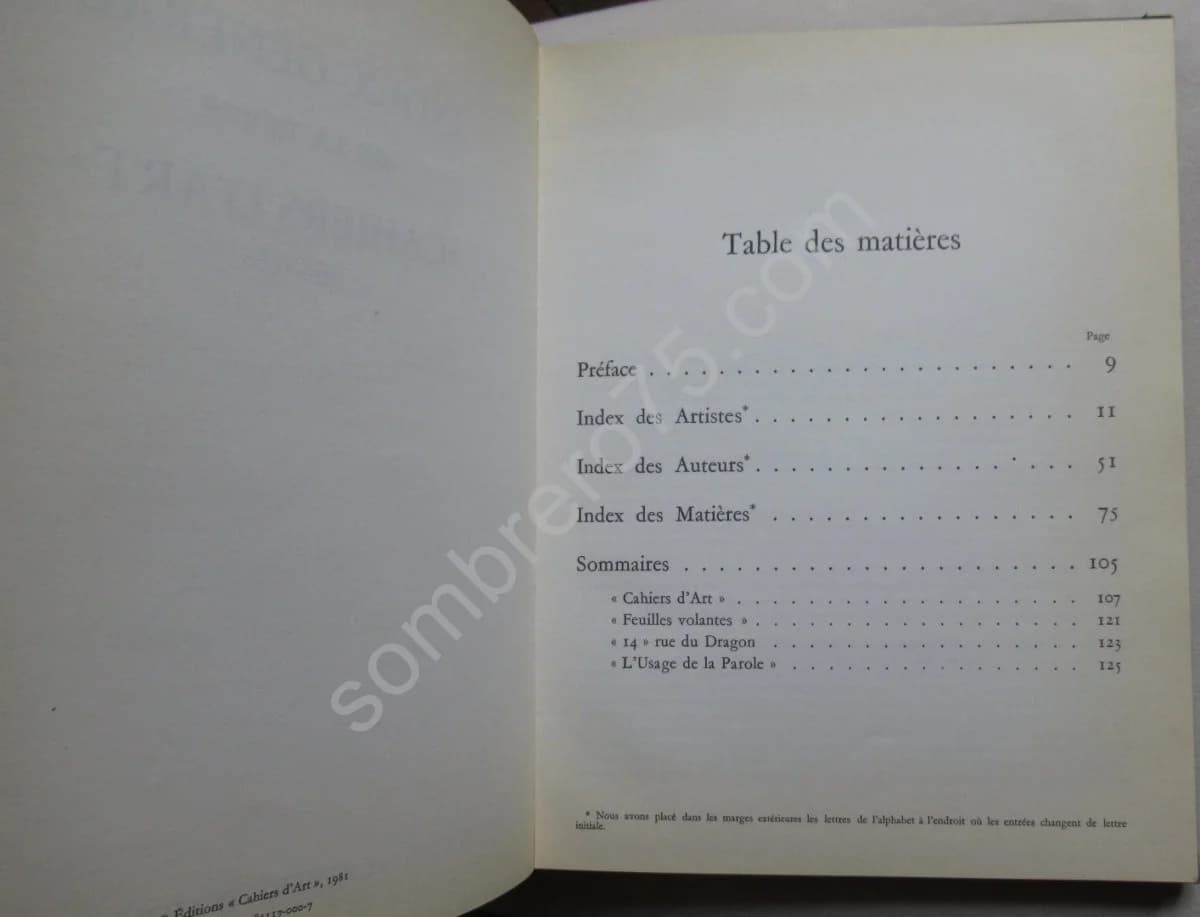 Éditions « Cahiers d'Art », 1981
Table des matières
Page
Préface . . . . . . . . . . . . . . . . . . . . . . . . 9
Index des Artistes* . . . . . . . . . . . . . . . . . . 11
Index des Auteurs* . . . . . . . . . . . . . . . . . . 51
Index des Matières* . . . . . . . . . . . . . . . . . 75
Sommaires . . . . . . . . . . . . . . . . . . . . . . 105
« Cahiers d'Art » . . . . . . . . . . . . . . . . . . . 107
« Feuilles volantes » . . . . . . . . . . . . . . . . . . 121
« 14 » rue du Dragon . . . . . . . . . . . . . . . . . 123
« L'Usage de la Parole » . . . . . . . . . . . . . . . . 125
* Nous avons placé dans les marges extérieures les lettres de l'alphabet à l'endroit où les entrées changent de lettre
initiale.
sombrero75.com